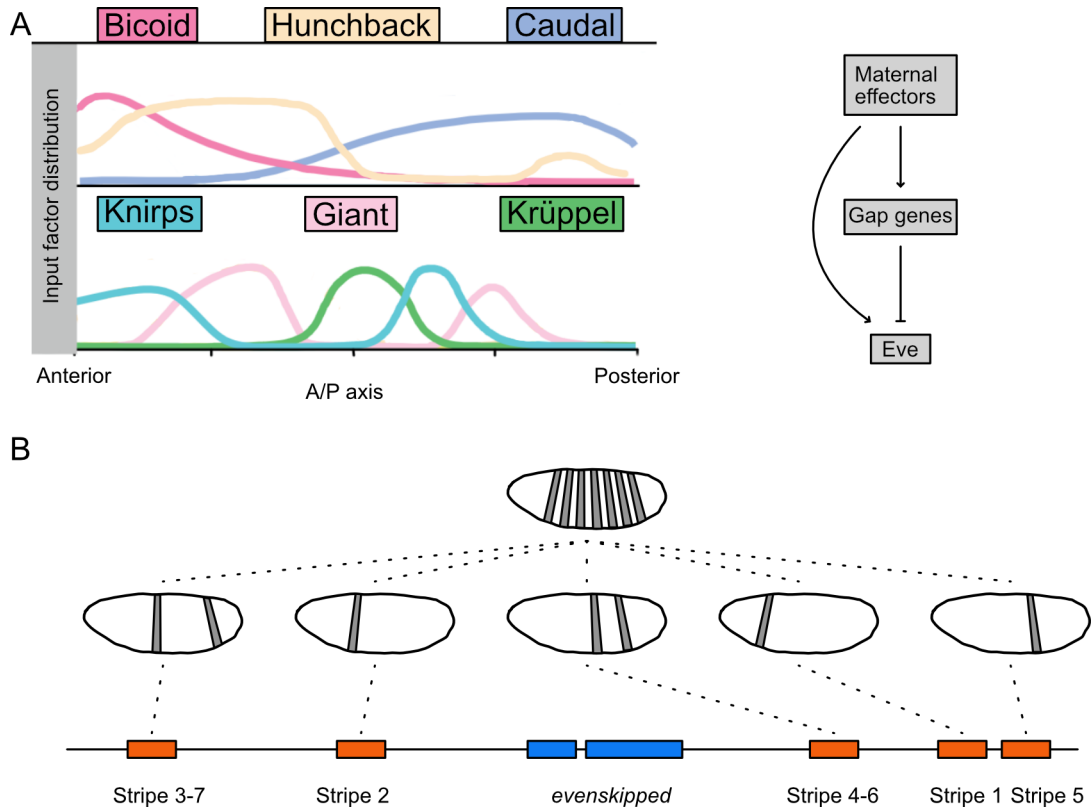 A
Bicoid
Hunchback
Caudal
Input factor distribution
Knirps
Giant
Krüppel
Anterior
A/P axis
Posterior
Maternal
effectors
Gap genes
Eve
B
Stripe 3-7
Stripe 2
evenskipped
Stripe 4-6
Stripe 1
Stripe 5